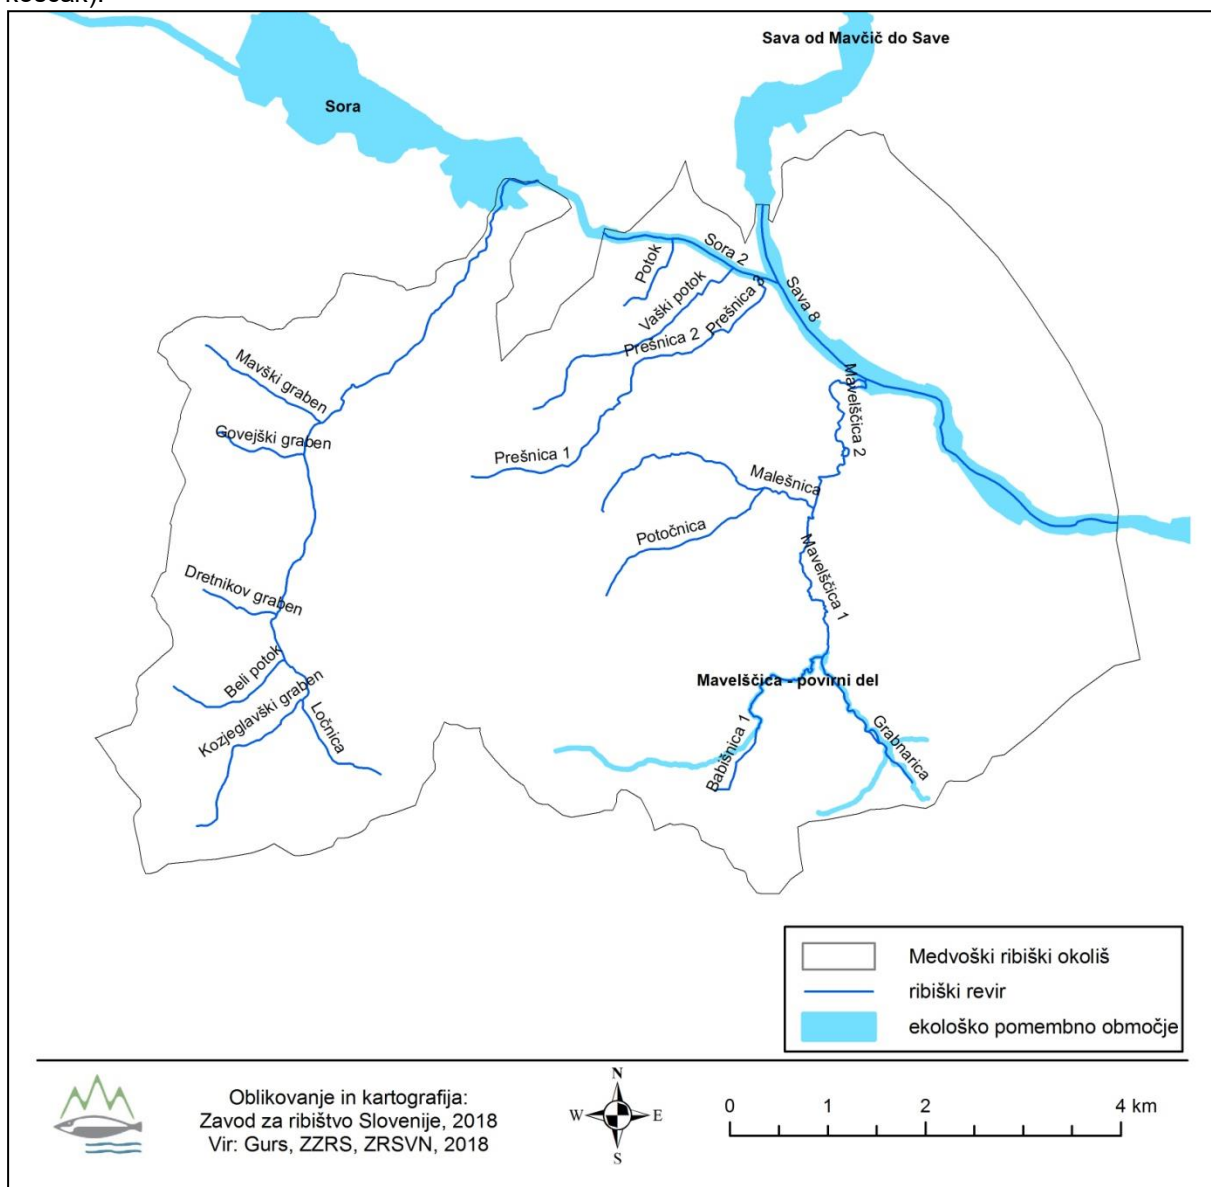 koščak).
Sava od Mavčič do Save
Sora
Sora 2
Potok
Vaški potok
Prešnica 3
Sava 8
Prešnica 2
Mavški graben
Mavelščica 2
Govejški graben
Prešnica 1
Malešnica
Potočnica
Mavelščica 1
Dretnikov graben
Beli potok
Mavelščica - povirni del
Kozjeglavški graben
Ločnica
Babišnica 1
Grabnarica
Medvoški ribiški okoliš
ribiški revir
ekološko pomembno območje
Oblikovanje in kartografija:
Zavod za ribištvo Slovenije, 2018
Vir: Gurs, ZZRS, ZRSVN, 2018
N
W E
S
0 1 2 4 km